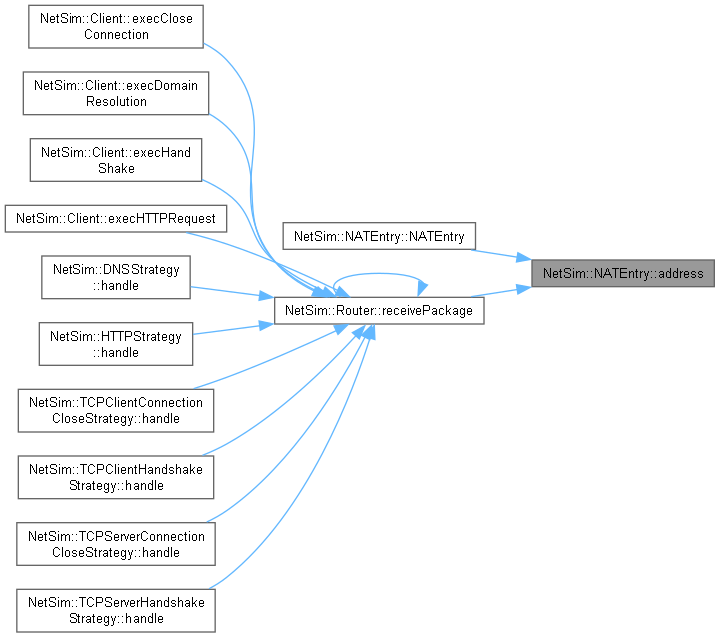 NetSim::Client::execClose
Connection
NetSim::Client::execDomain
Resolution
NetSim::Client::execHand
Shake
NetSim::Client::execHTTPRequest
NetSim::DNSStrategy
::handle
NetSim::HTTPStrategy
::handle
NetSim::TCPClientConnection
CloseStrategy::handle
NetSim::TCPClientHandshake
Strategy::handle
NetSim::TCPServerConnection
CloseStrategy::handle
NetSim::TCPServerHandshake
Strategy::handle
NetSim::NATEntry::NATEntry
NetSim::Router::receivePackage
NetSim::NATEntry::address